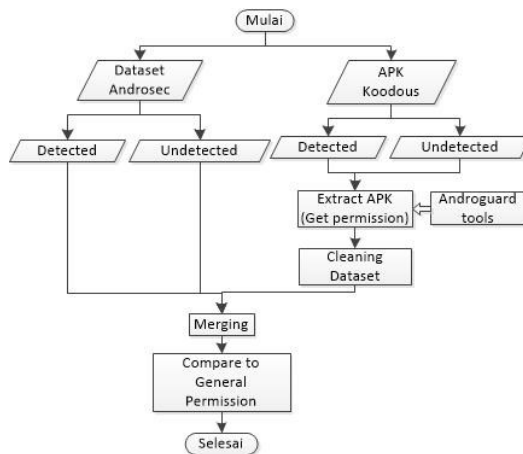 Mulai
Dataset
Androsec
APK
Koodous
Detected
Undetected
Detected
Undetected
Extract APK
(Get permission)
Androguard
tools
Cleaning
Dataset
Merging
Compare to
General
Permission
Selesai